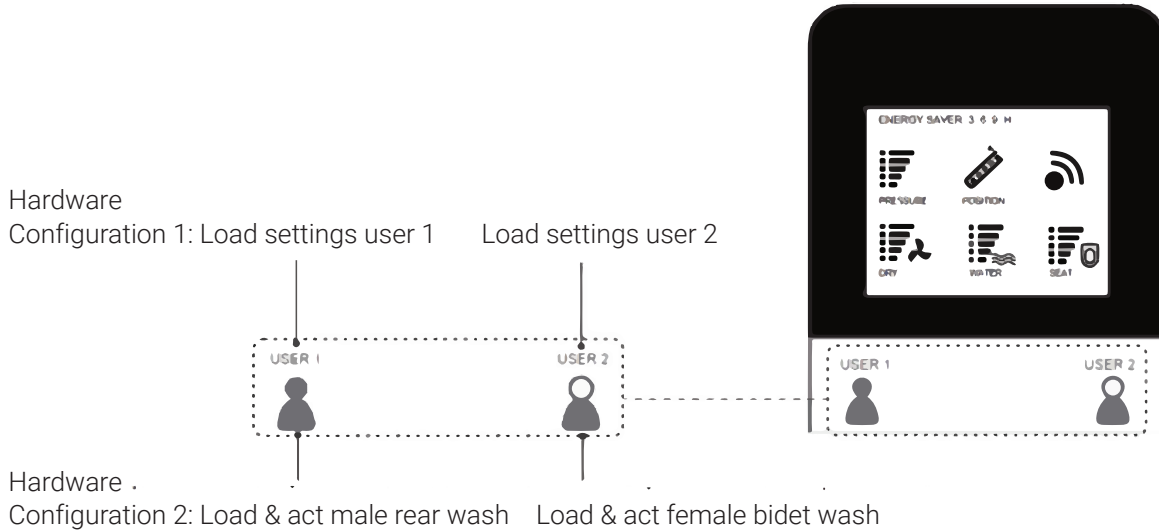 ENERGY SAVER 3 6 9 H
PRESSURE POSITION
DRY WATER SEAT
Hardware
Configuration 1: Load settings user 1 Load settings user 2
USER 1 USER 2
USER 1 USER 2
Hardware
Configuration 2: Load & act male rear wash Load & act female bidet wash